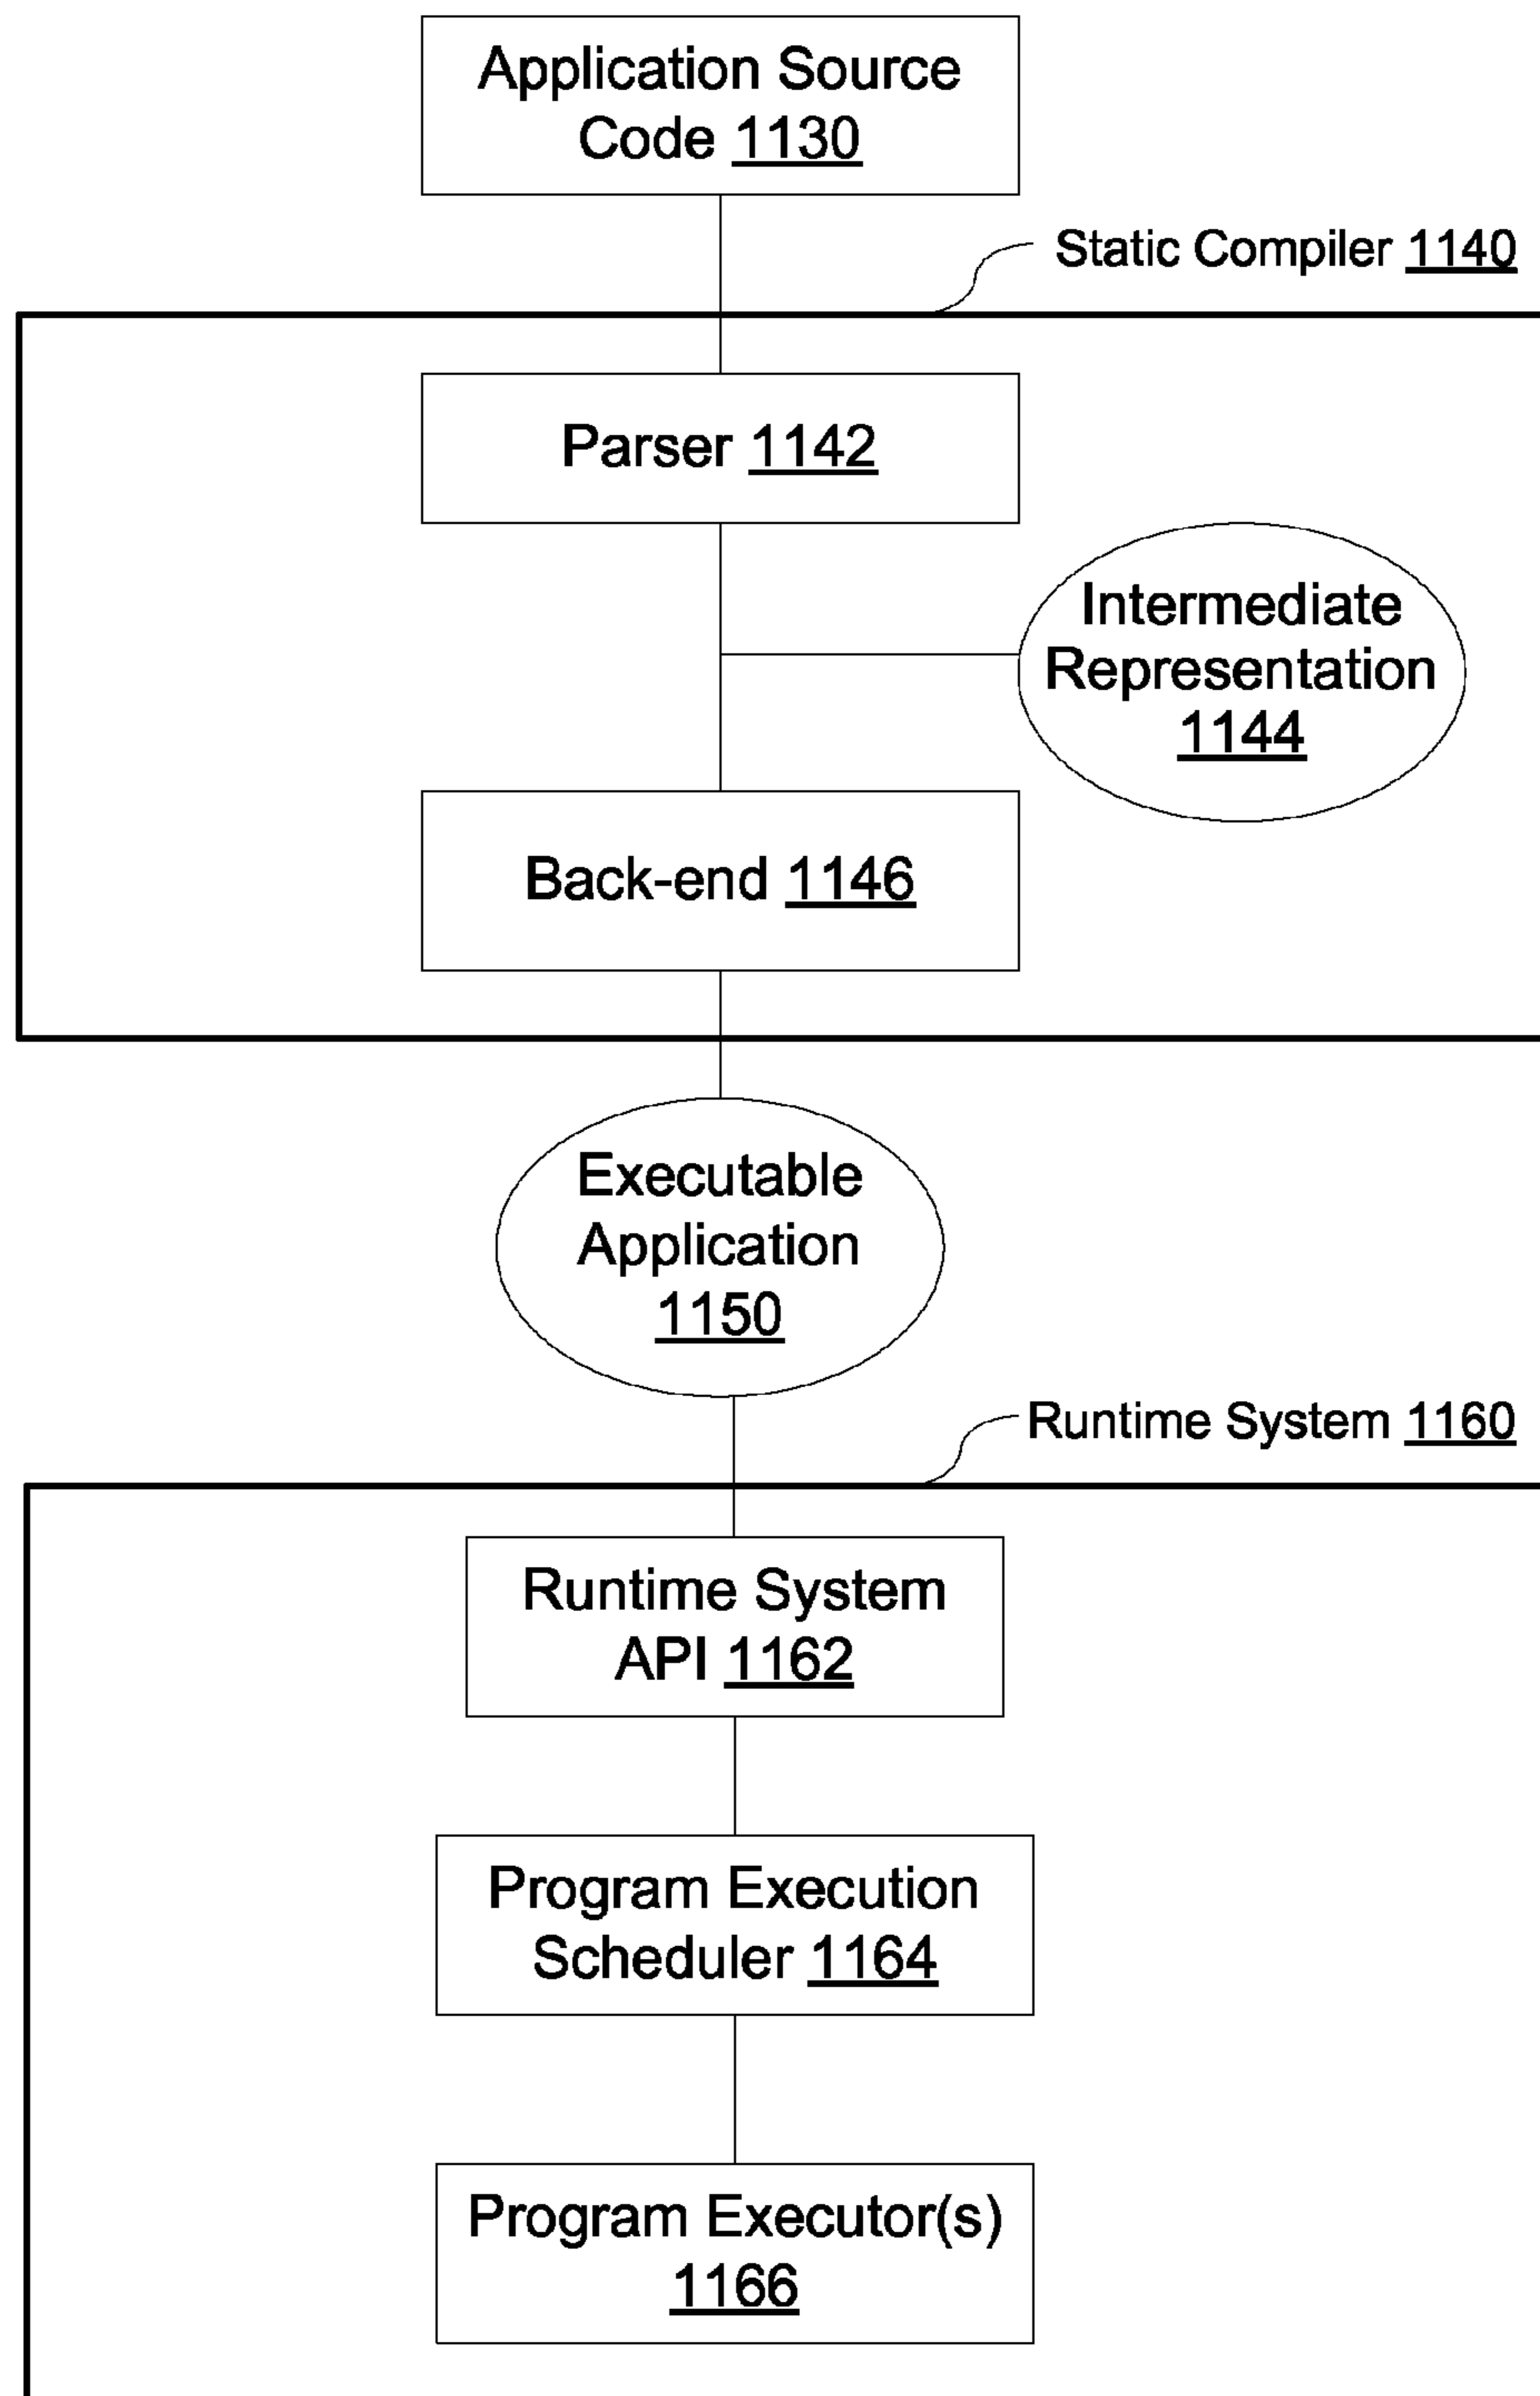 Application Source
Code 1130
Static Compiler 1140
Parser 1142
Intermediate
Representation
1144
Back-end 1146
Executable
Application
1150
Runtime System 1160
Runtime System
API 1162
Program Execution
Scheduler 1164
Program Executor(s)
1166